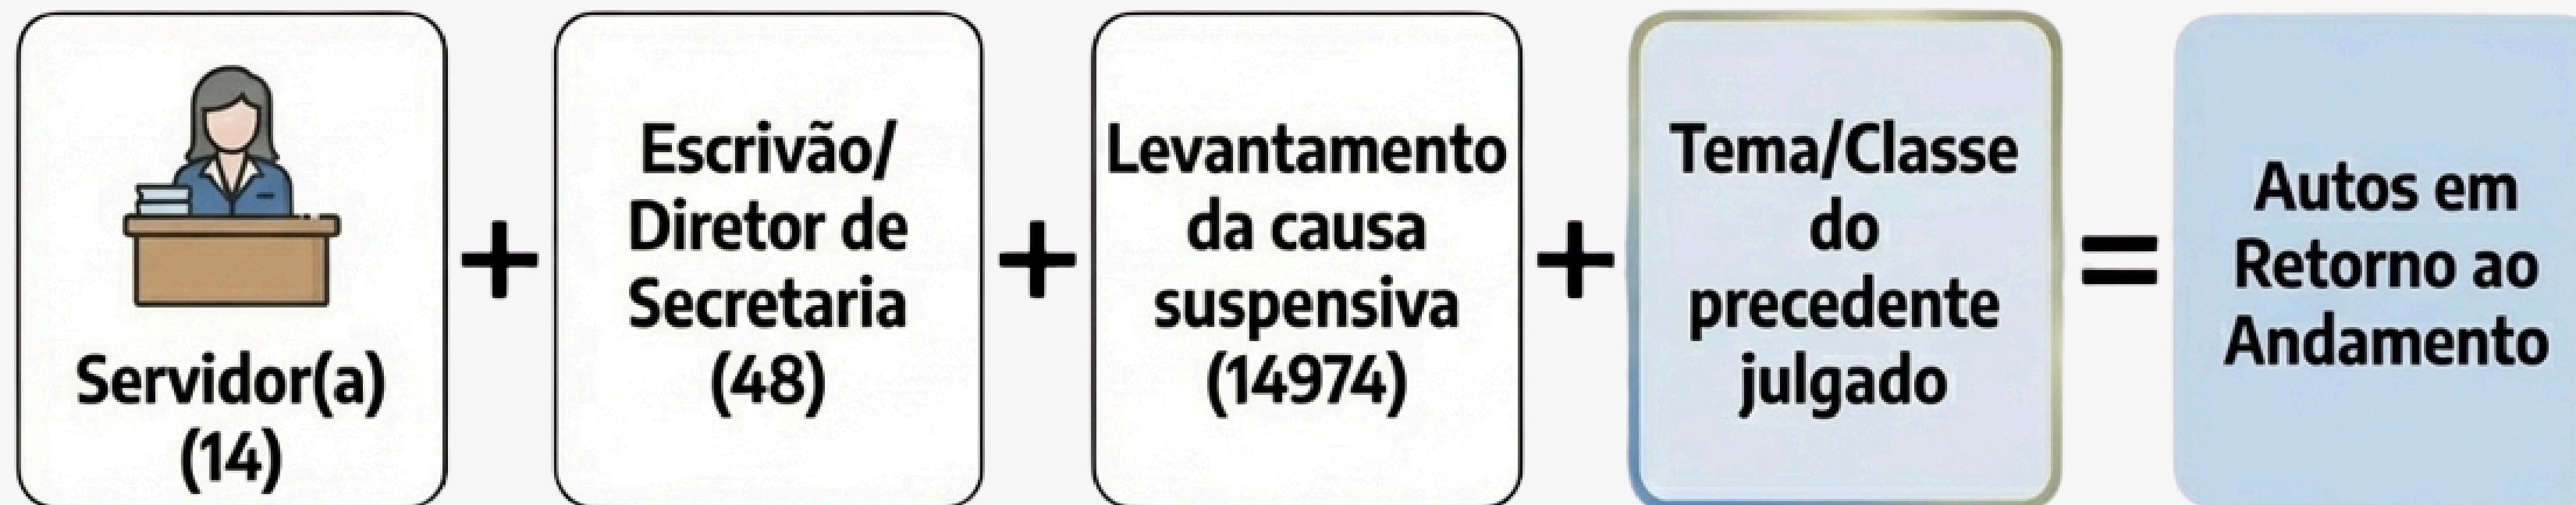 Servidor(a)
(14)
+
Escrivão/
Diretor de
Secretaria
(48)
+
Levantamento
da causa
suspensiva
(14974)
+
Tema/Classe
do
precedente
julgado
=
Autos em
Retorno ao
Andamento